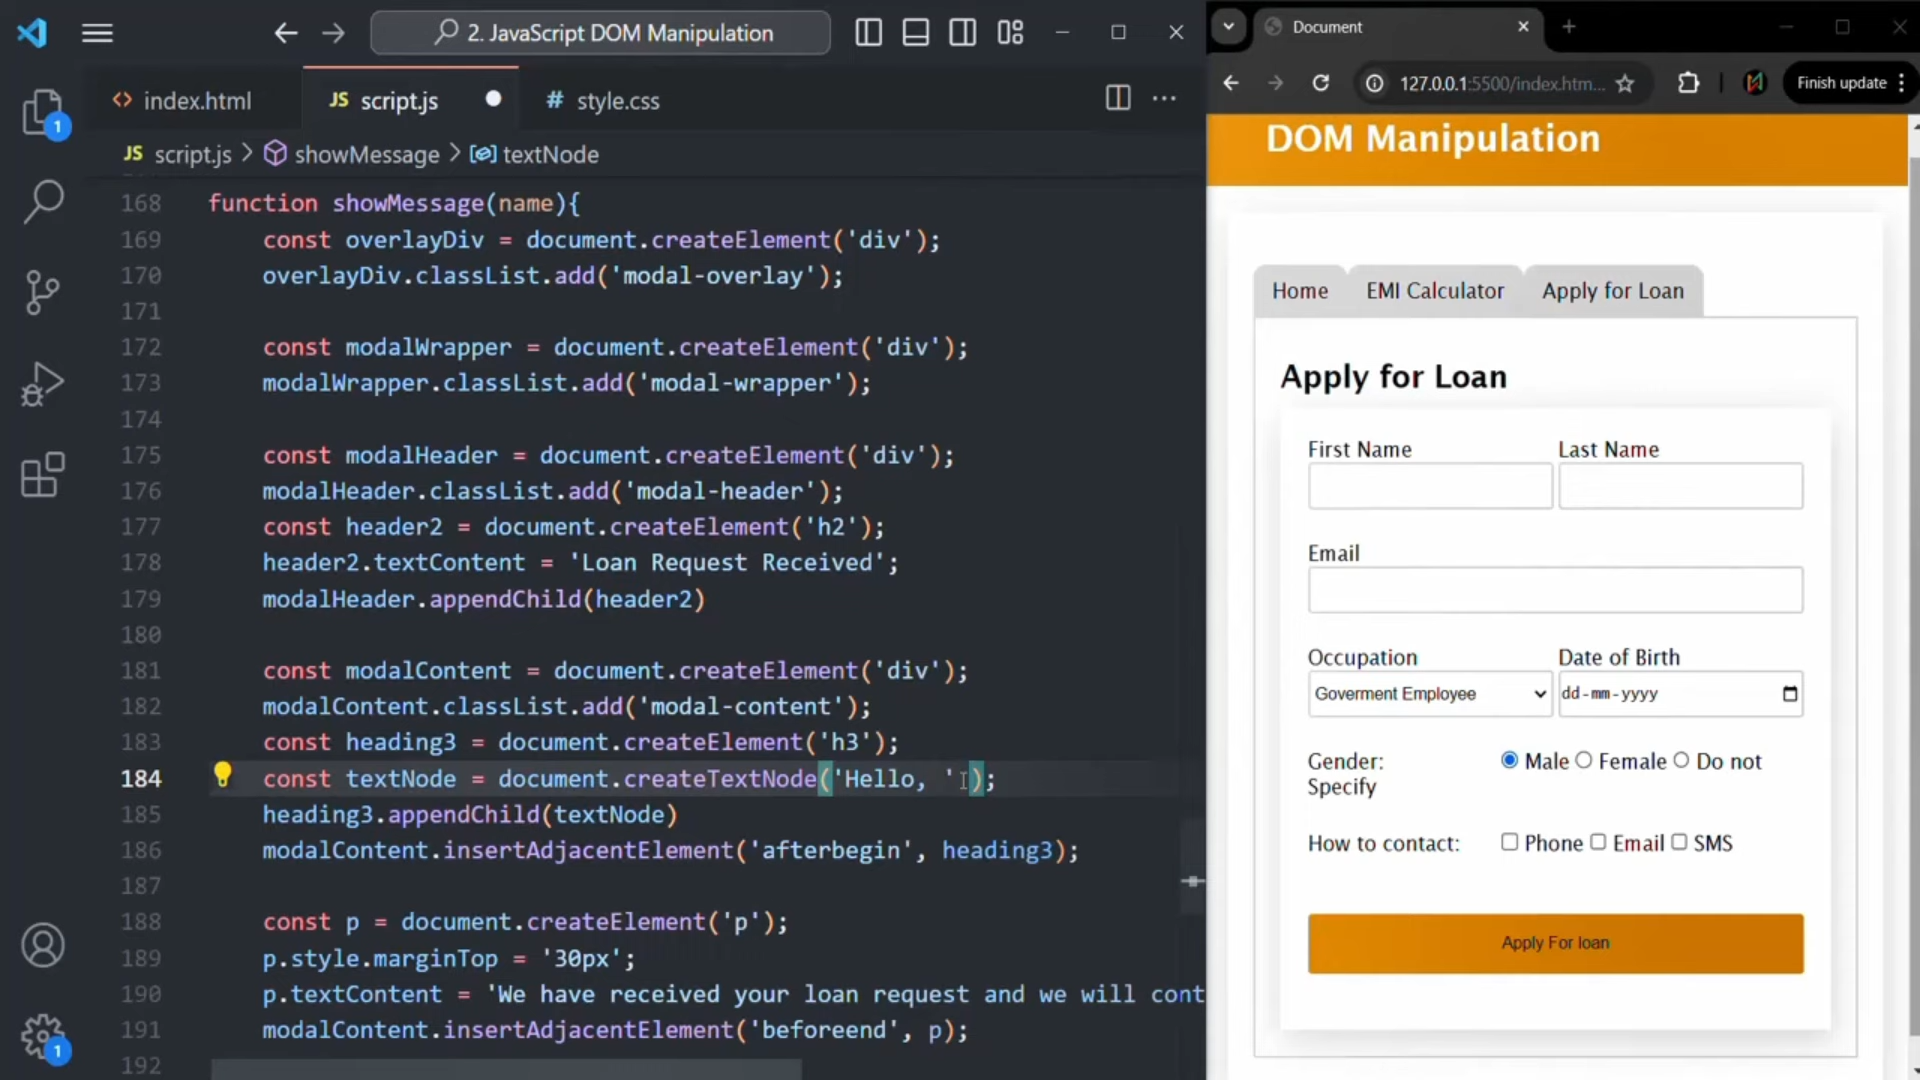 2. JavaScript DOM Manipulation
index.html
JS script.js
# style.css
JS script.js > showMessage > textNode
168 function showMessage(name){
169 const overlayDiv = document.createElement('div');
170 overlayDiv.classList.add('modal-overlay');
171
172 const modalWrapper = document.createElement('div');
173 modalWrapper.classList.add('modal-wrapper');
174
175 const modalHeader = document.createElement('div');
176 modalHeader.classList.add('modal-header');
177 const header2 = document.createElement('h2');
178 header2.textContent = 'Loan Request Received';
179 modalHeader.appendChild(header2)
180
181 const modalContent = document.createElement('div');
182 modalContent.classList.add('modal-content');
183 const heading3 = document.createElement('h3');
184 const textNode = document.createTextNode('Hello, ' );
185 heading3.appendChild(textNode)
186 modalContent.insertAdjacentElement('afterbegin', heading3);
187
188 const p = document.createElement('p');
189 p.style.marginTop = '30px';
190 p.textContent = 'We have received your loan request and we will cont
191 modalContent.insertAdjacentElement('beforeend', p);
192
1
1
Document
127.0.0.1:5500/index.htm...
Finish update
DOM Manipulation
Home
EMI Calculator
Apply for Loan
Apply for Loan
First Name
Last Name
Email
Occupation
Date of Birth
Goverment Employee
dd-mm-yyyy
Gender: Male Female Do not
Specify
How to contact: Phone Email SMS
Apply For loan